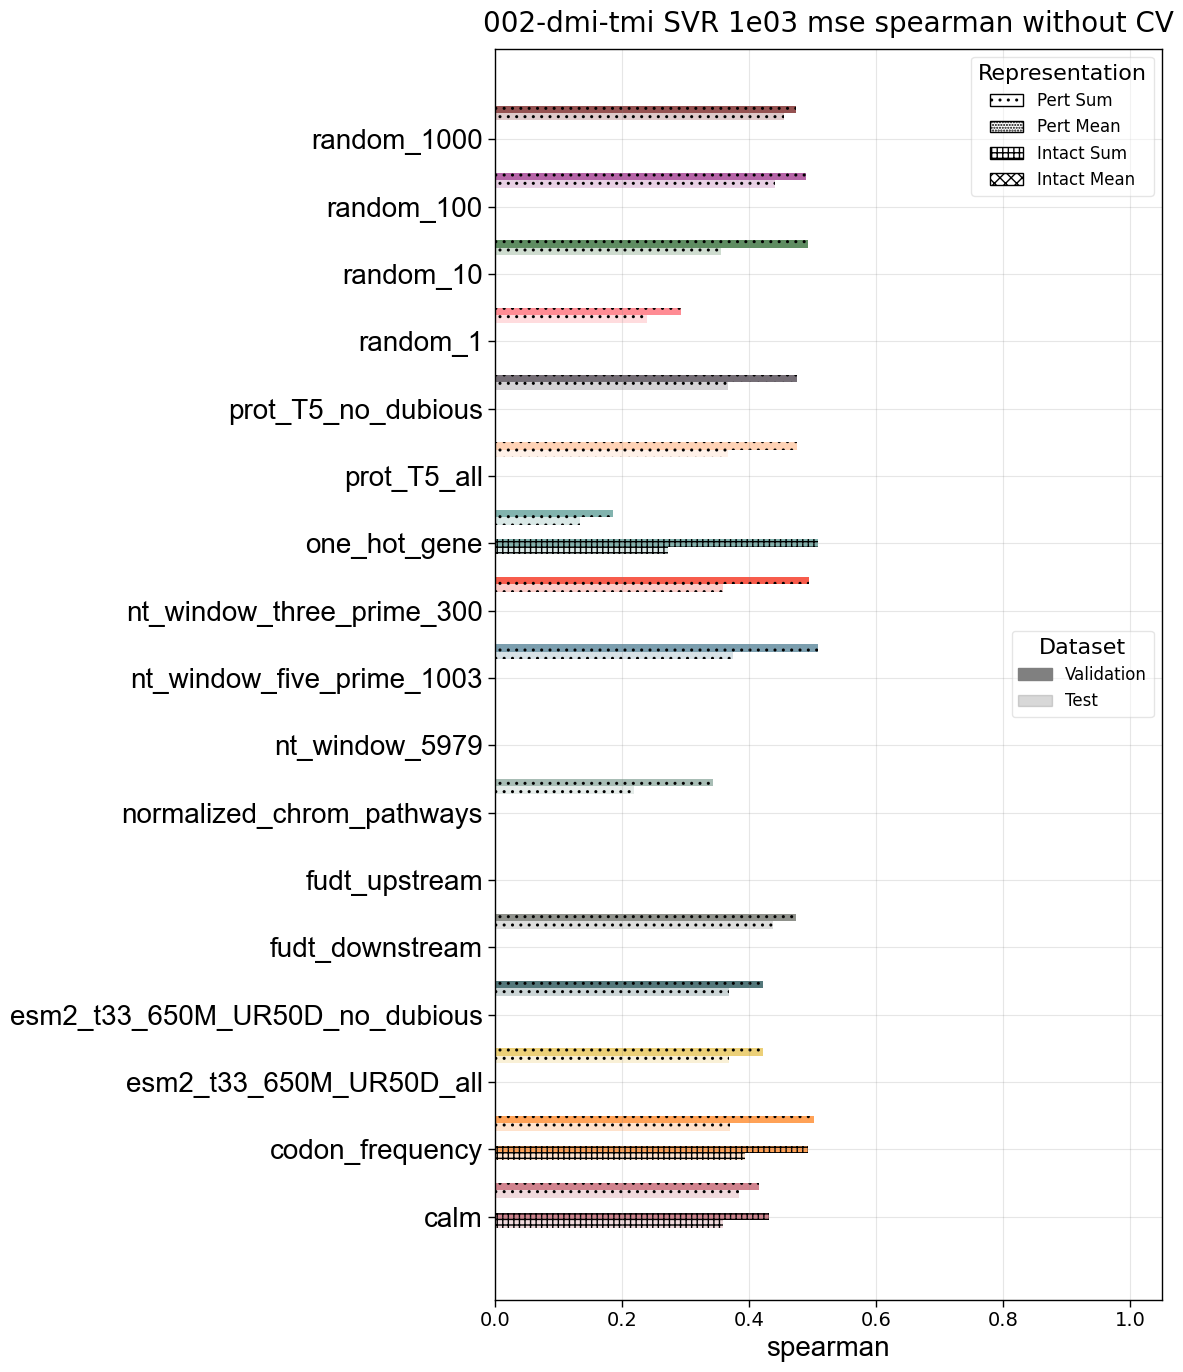 002-dmi-tmi SVR 1e03 mse spearman without CV
Representation
Pert Sum
Pert Mean
Intact Sum
Intact Mean
random_1000
random_100
random_10
random_1
prot_T5_no_dubious
prot_T5_all
one_hot_gene
nt_window_three_prime_300
nt_window_five_prime_1003
nt_window_5979
normalized_chrom_pathways
fudt_upstream
fudt_downstream
esm2_t33_650M_UR50D_no_dubious
esm2_t33_650M_UR50D_all
codon_frequency
calm
Dataset
Validation
Test
0.0 0.2 0.4 0.6 0.8 1.0
spearman